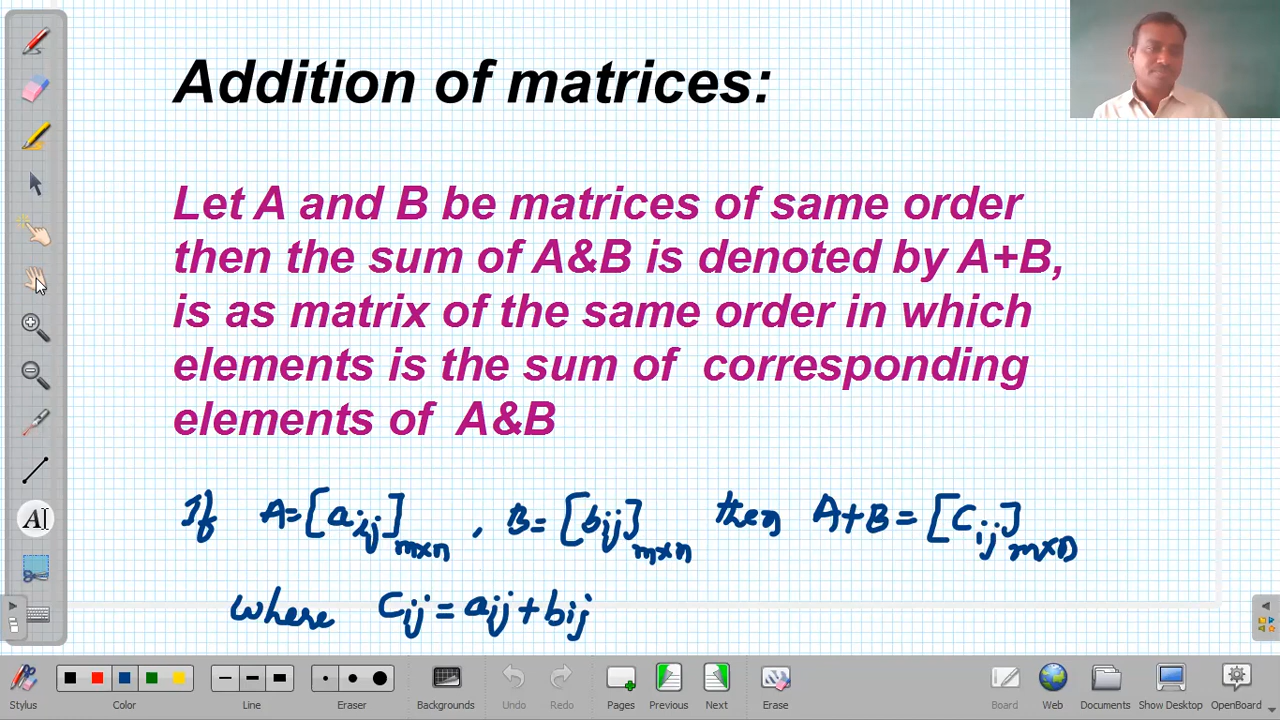 Addition of matrices:
Let A and B be matrices of same order
then the sum of A&B is denoted by A+B,
is as matrix of the same order in which
elements is the sum of  corresponding
elements of  A&B
If A=[aij]m×n , B=[bij]m×n then A+B=[Cij]m×n
where Cij=aij+bij
AI
Stylus Color Line Eraser Backgrounds Undo Redo Pages Previous Next Erase Board Web Documents Show Desktop OpenBoard